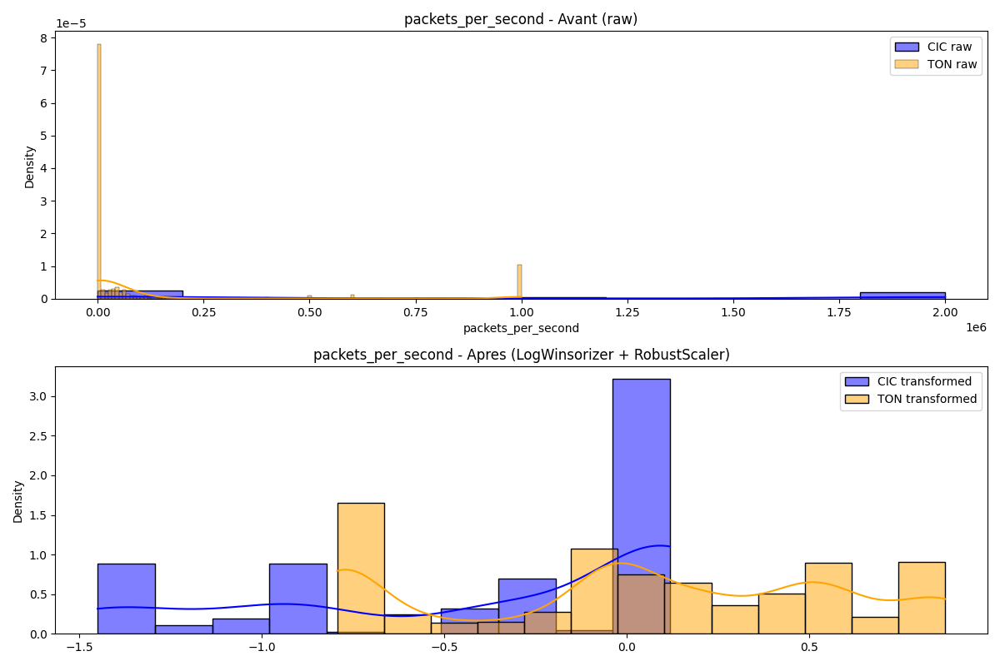 packets_per_second - Avant (raw)
1e-5
8
7
6
5
4
3
2
1
0
Density
CIC raw
TON raw
0.00 0.25 0.50 0.75 1.00 1.25 1.50 1.75 2.00
packets_per_second
1e6
packets_per_second - Apres (LogWinsorizer + RobustScaler)
3.0
2.5
2.0
1.5
1.0
0.5
0.0
Density
CIC transformed
TON transformed
−1.5 −1.0 −0.5 0.0 0.5